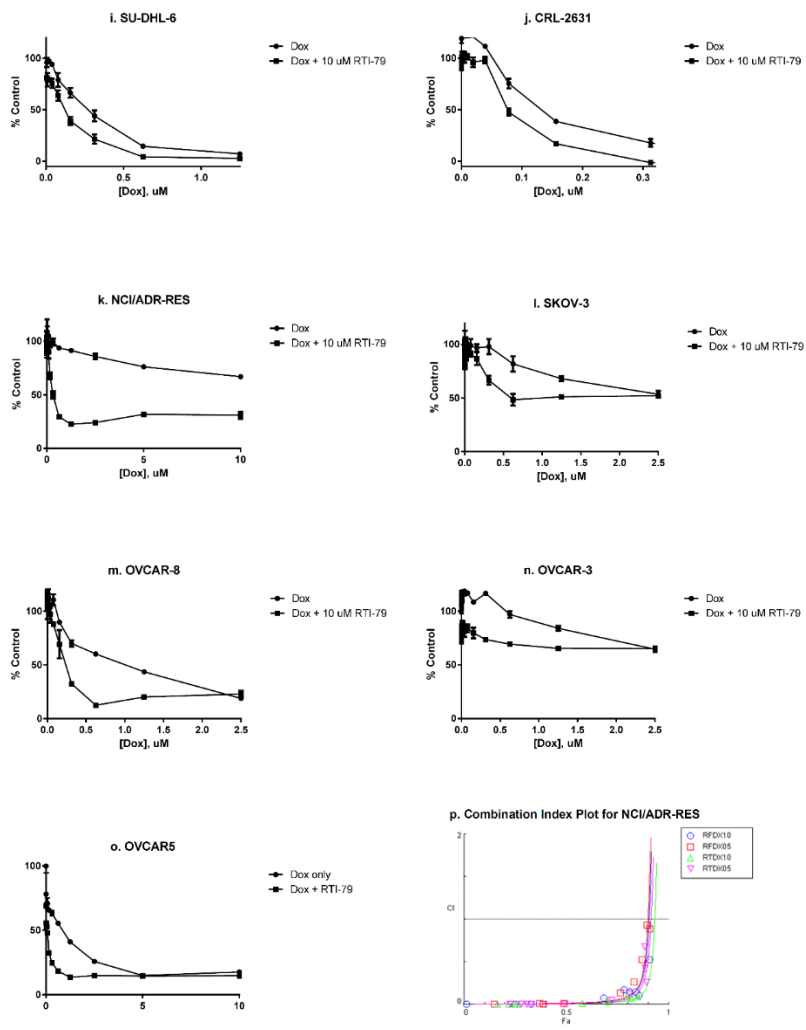 i. SU-DHL-6
% Control
100
50
0
0.0 0.5 1.0
[Dox], uM
Dox
Dox + 10 uM RTI-79
j. CRL-2631
% Control
100
50
0
0.0 0.1 0.2 0.3
[Dox], uM
Dox
Dox + 10 uM RTI-79
k. NCI/ADR-RES
% Control
100
50
0
0 5 10
[Dox], uM
Dox
Dox + 10 uM RTI-79
l. SKOV-3
% Control
100
50
0
0.0 0.5 1.0 1.5 2.0 2.5
[Dox], uM
Dox
Dox + 10 uM RTI-79
m. OVCAR-8
% Control
100
50
0
0.0 0.5 1.0 1.5 2.0 2.5
[Dox], uM
Dox
Dox + 10 uM RTI-79
n. OVCAR-3
% Control
100
50
0
0.0 0.5 1.0 1.5 2.0 2.5
[Dox], uM
Dox
Dox + 10 uM RTI-79
o. OVCAR5
% Control
100
75
50
25
0
0 5 10
[Dox], uM
Dox only
Dox + RTI-79
p. Combination Index Plot for NCI/ADR-RES
2
CI
0
0 0.5 1
Fa
RFDX10
RFDX05
RTDX10
RTDX05